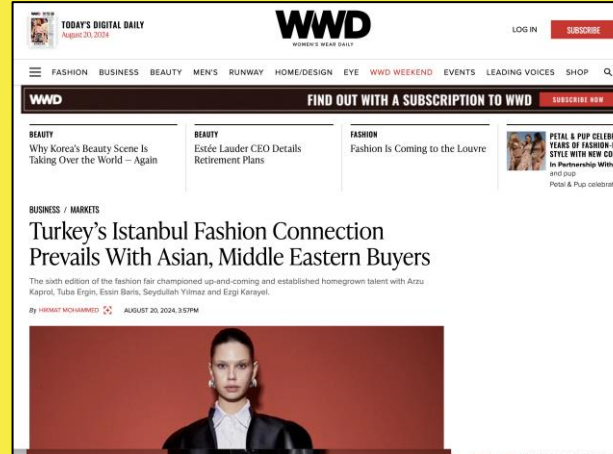 TODAY'S DIGITAL DAILY
August 20, 2024
WWD
WOMEN'S WEAR DAILY
LOG IN
SUBSCRIBE
FASHION BUSINESS BEAUTY MEN'S RUNWAY HOME/DESIGN EYE WWD WEEKEND EVENTS LEADING VOICES SHOP
WWD
FIND OUT WITH A SUBSCRIPTION TO WWD
SUBSCRIBE NOW
BEAUTY
Why Korea's Beauty Scene Is
Taking Over the World – Again
BEAUTY
Estée Lauder CEO Details
Retirement Plans
FASHION
Fashion Is Coming to the Louvre
PETAL & PUP
YEARS OF
STYLE WITH NEW
In Partnership With
and pup
Petal & Pup
BUSINESS / MARKETS
Turkey's Istanbul Fashion Connection
Prevails With Asian, Middle Eastern Buyers
The sixth edition of the fashion fair championed up-and-coming and established homegrown talent with Arzu
Kaprol, Tuba Ergin, Essin Baris, Seydullah Yilmaz and Ezgi Karayel.
By HIKMAT MOHAMMED AUGUST 20, 2024, 3:57PM